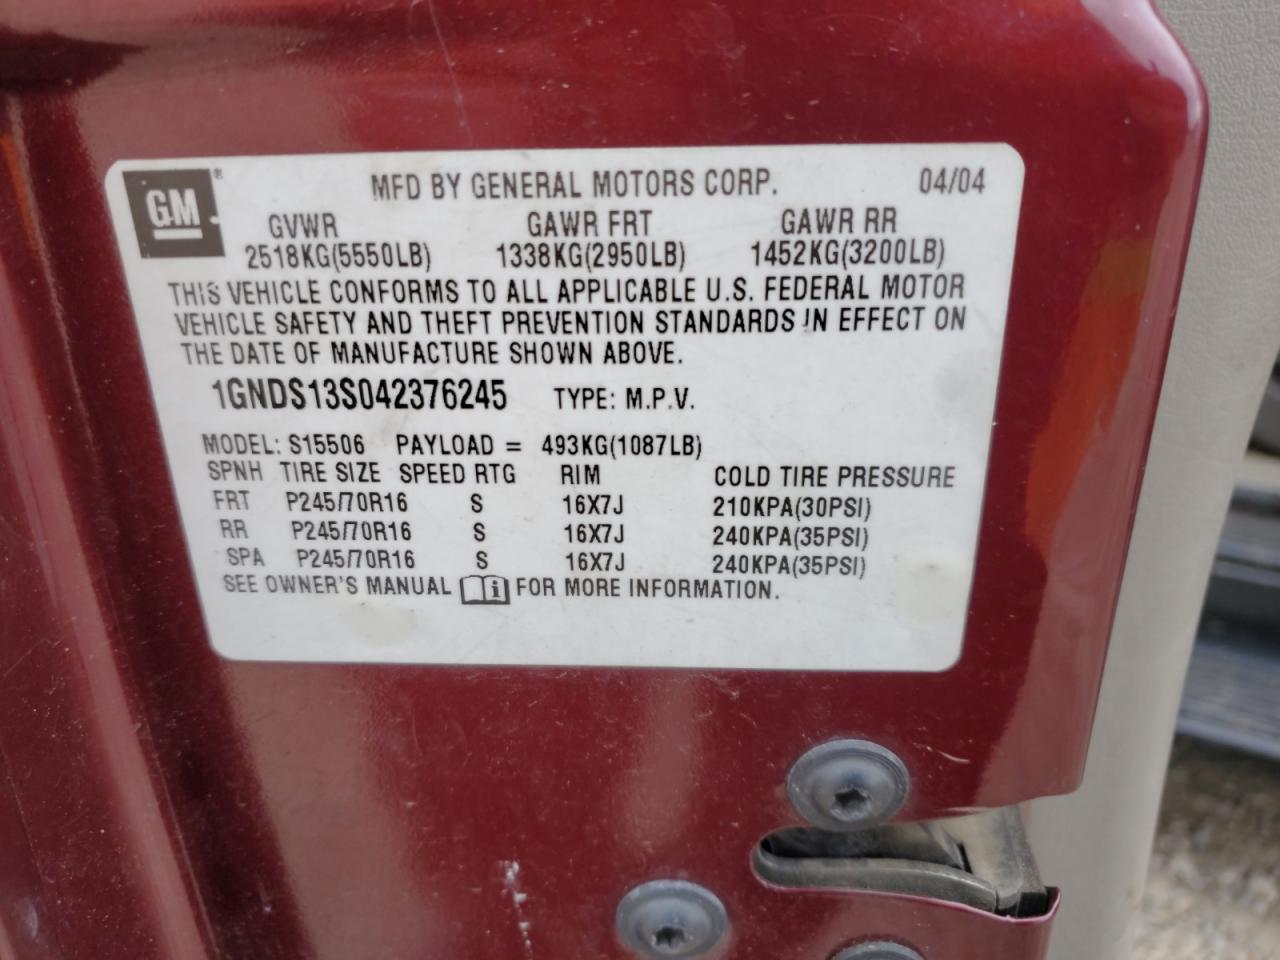 GM ® MFD BY GENERAL MOTORS CORP. 04/04
GVWR GAWR FRT GAWR RR
2518KG(5550LB) 1338KG(2950LB) 1452KG(3200LB)
THIS VEHICLE CONFORMS TO ALL APPLICABLE U.S. FEDERAL MOTOR
VEHICLE SAFETY AND THEFT PREVENTION STANDARDS IN EFFECT ON
THE DATE OF MANUFACTURE SHOWN ABOVE.
1GNDS13S042376245 TYPE: M.P.V.
MODEL: S15506 PAYLOAD = 493KG(1087LB)
SPNH TIRE SIZE SPEED RTG RIM COLD TIRE PRESSURE
FRT P245/70R16 S 16X7J 210KPA(30PSI)
RR P245/70R16 S 16X7J 240KPA(35PSI)
SPA P245/70R16 S 16X7J 240KPA(35PSI)
SEE OWNER'S MANUAL i FOR MORE INFORMATION.